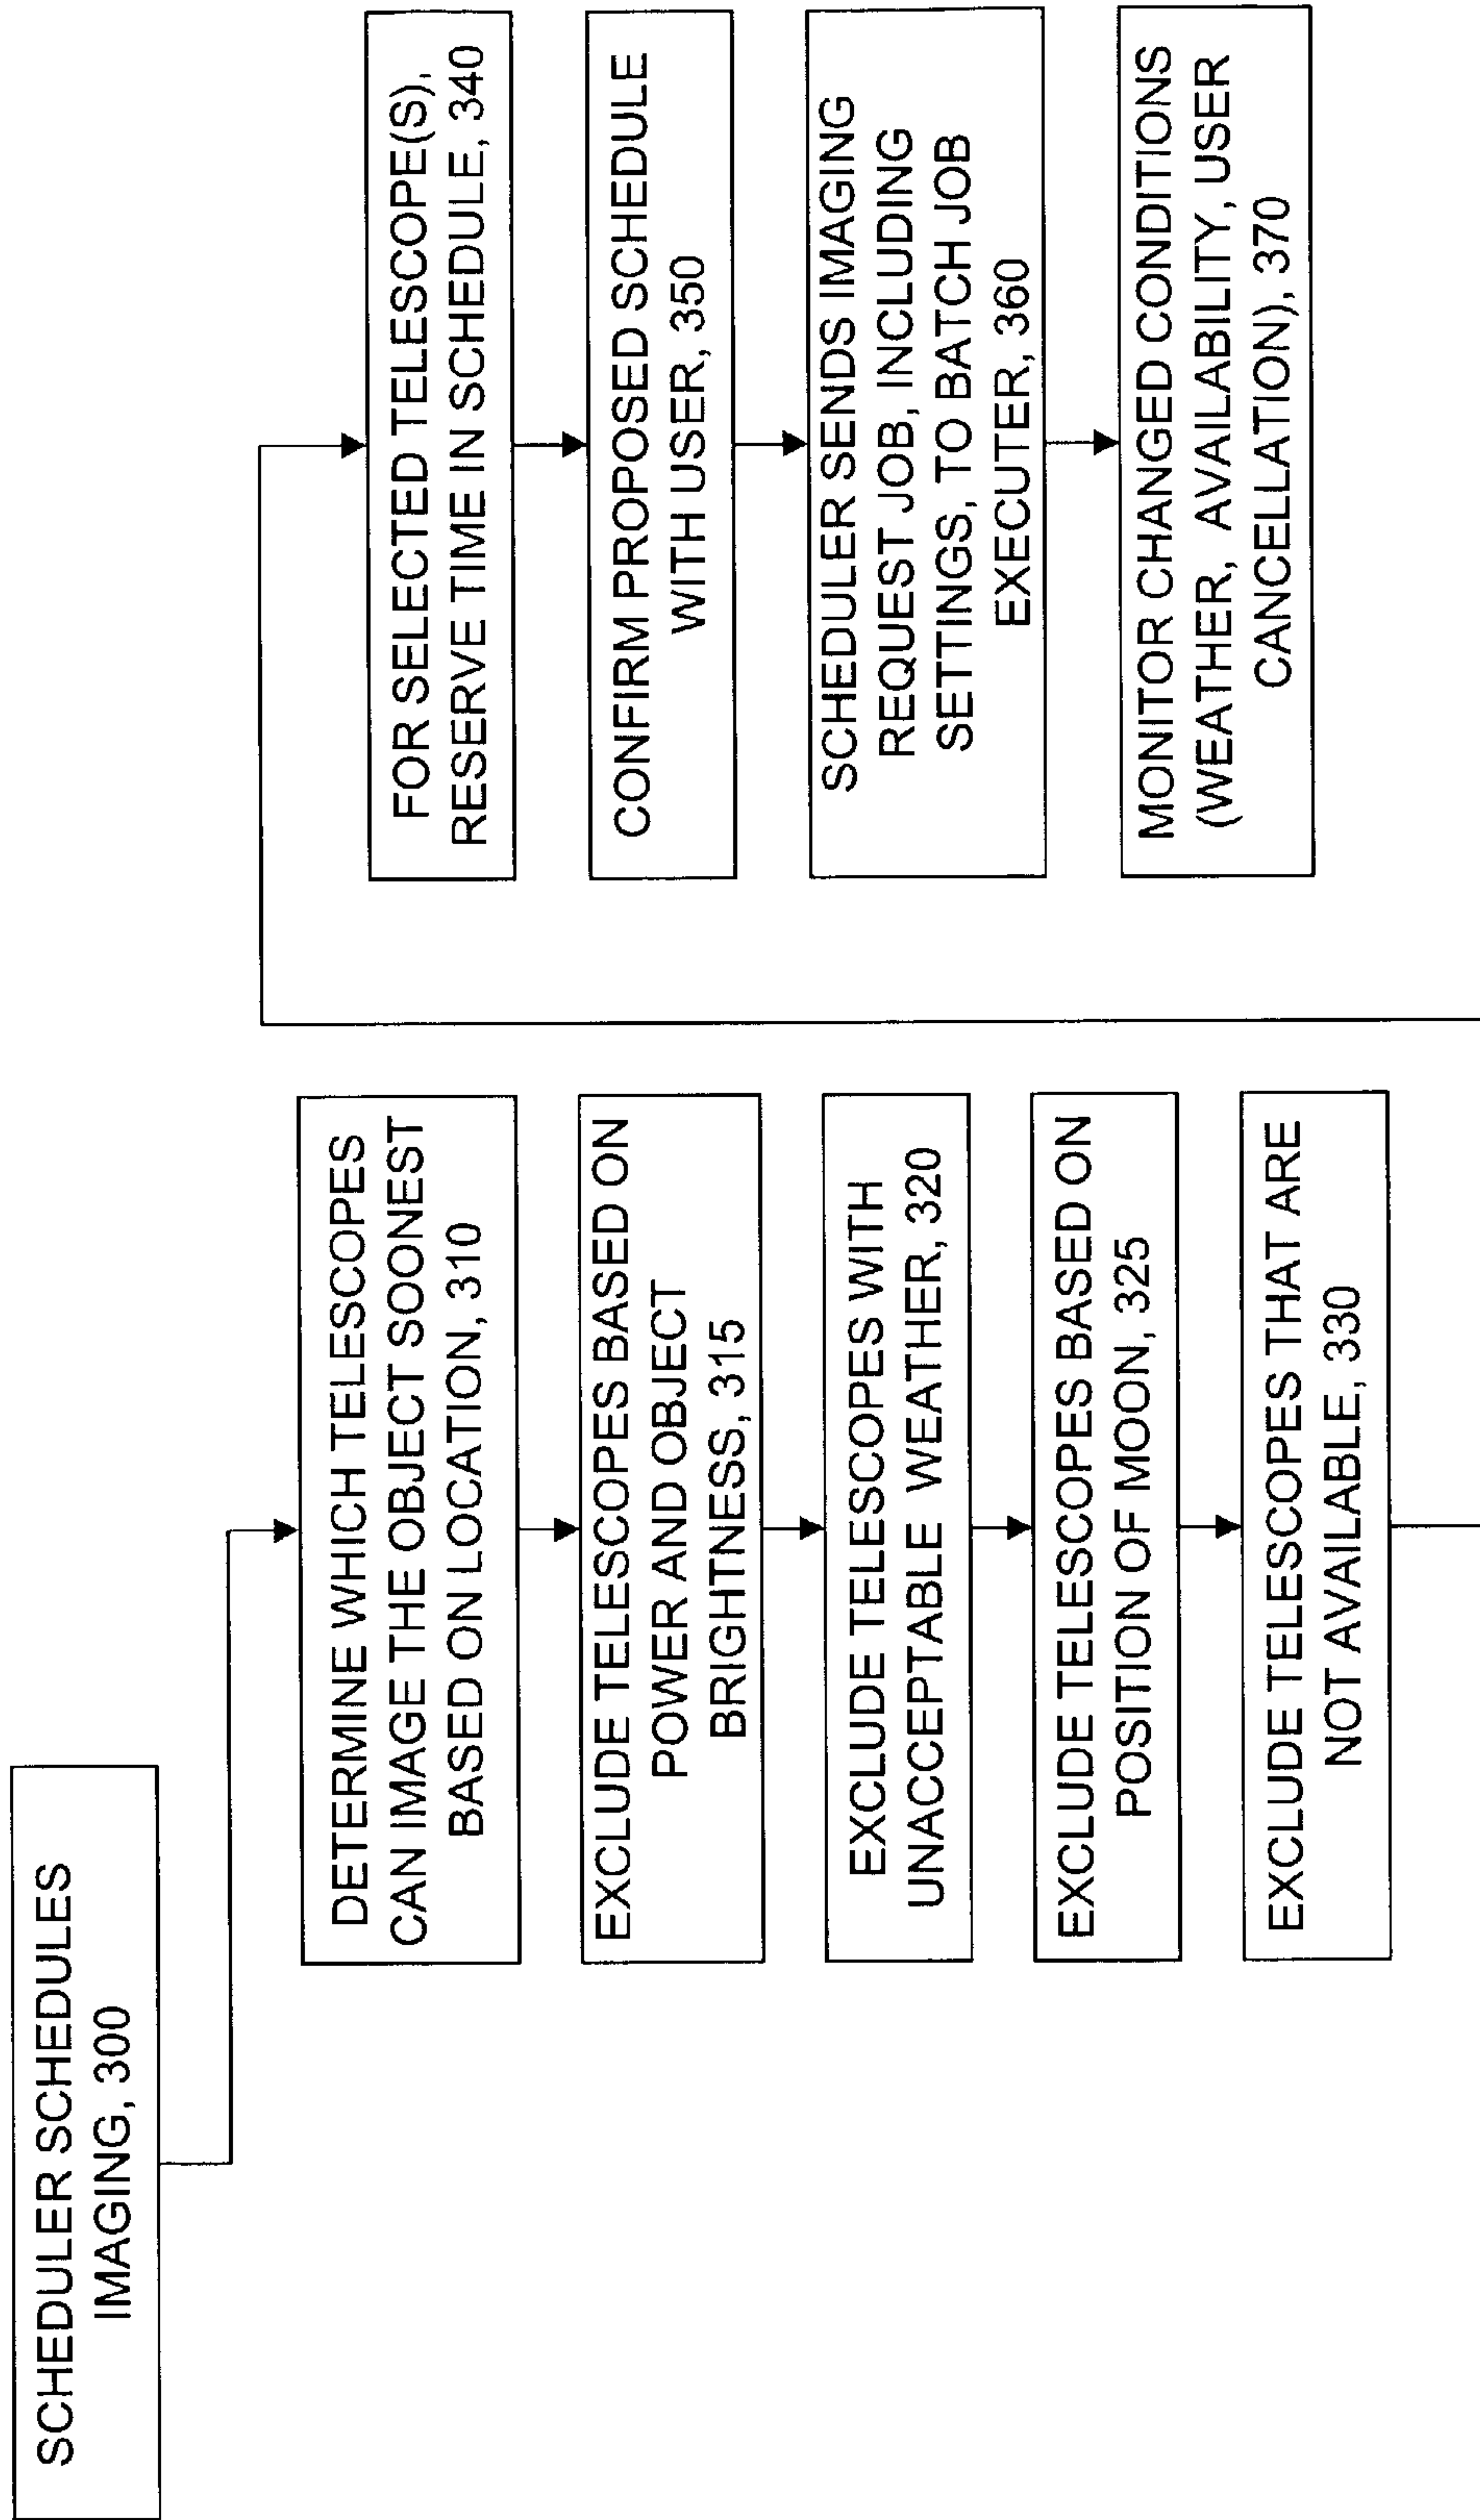 SCHEDULER SCHEDULES
IMAGING, 300
DETERMINE WHICH TELESCOPES
CAN IMAGE THE OBJECT SOONEST
BASED ON LOCATION, 310
EXCLUDE TELESCOPES BASED ON
POWER AND OBJECT
BRIGHTNESS, 315
EXCLUDE TELESCOPES WITH
UNACCEPTABLE WEATHER, 320
EXCLUDE TELESCOPES BASED ON
POSITION OF MOON, 325
EXCLUDE TELESCOPES THAT ARE
NOT AVAILABLE, 330
FOR SELECTED TELESCOPE(S),
RESERVE TIME IN SCHEDULE, 340
CONFIRM PROPOSED SCHEDULE
WITH USER, 350
SCHEDULER SENDS IMAGING
REQUEST JOB, INCLUDING
SETTINGS, TO BATCH JOB
EXECUTER, 360
MONITOR CHANGED CONDITIONS
(WEATHER, AVAILABILITY, USER
CANCELLATION), 370